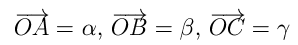 $\overrightarrow{OA} = \alpha, \overrightarrow{OB} = \beta, \overrightarrow{OC} = \gamma$